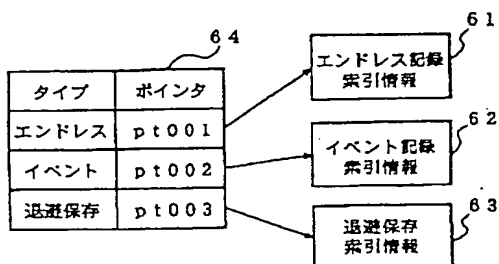 64
タイプ ポインタ
エンドレス pt001
イベント pt002
退避保存 pt003
61
エンドレス記録
索引情報
62
イベント記録
索引情報
63
退避保存
索引情報